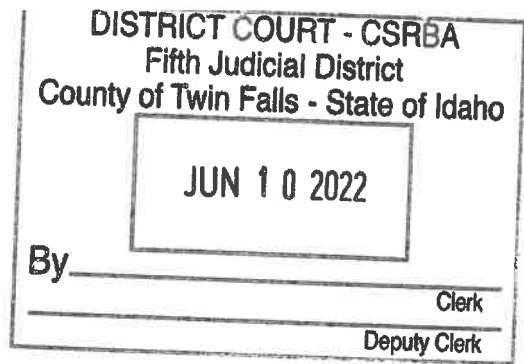 DISTRICT COURT - CSRBA
Fifth Judicial District
County of Twin Falls - State of Idaho
JUN 10 2022
By
Clerk
Deputy Clerk